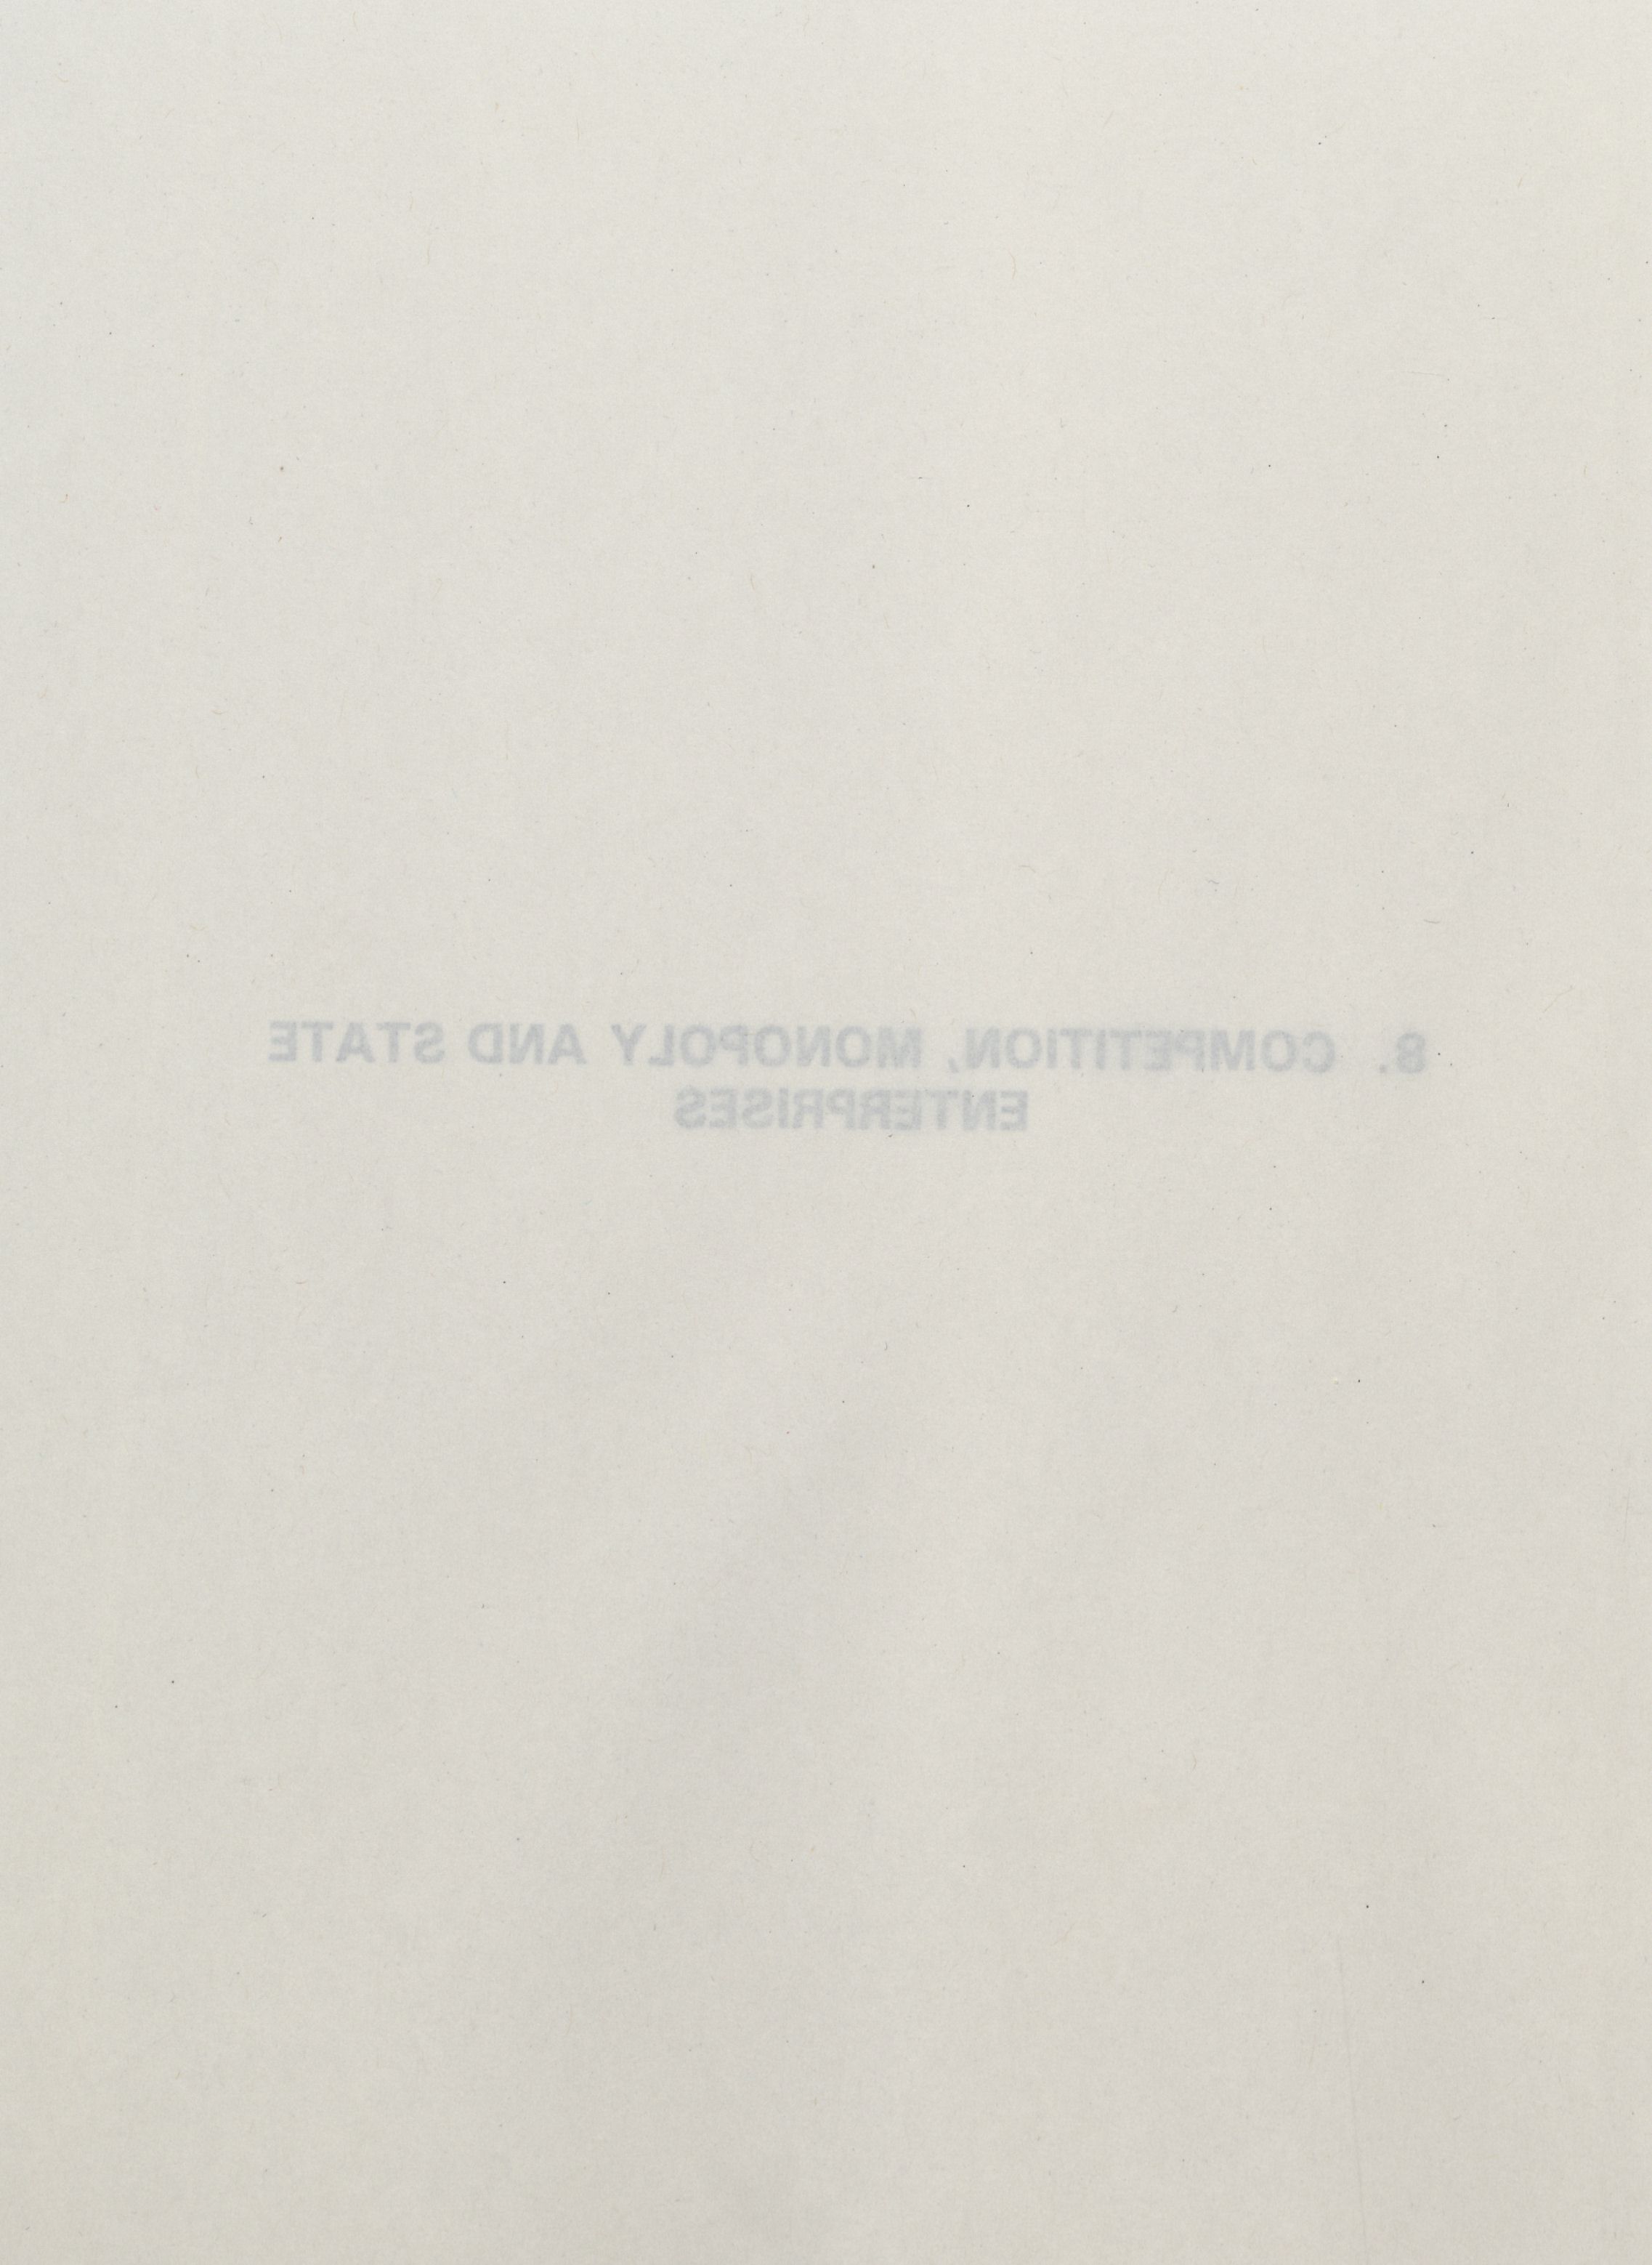 8. COMPETITION, MONOPOLY AND STATE
ENTERPRISES